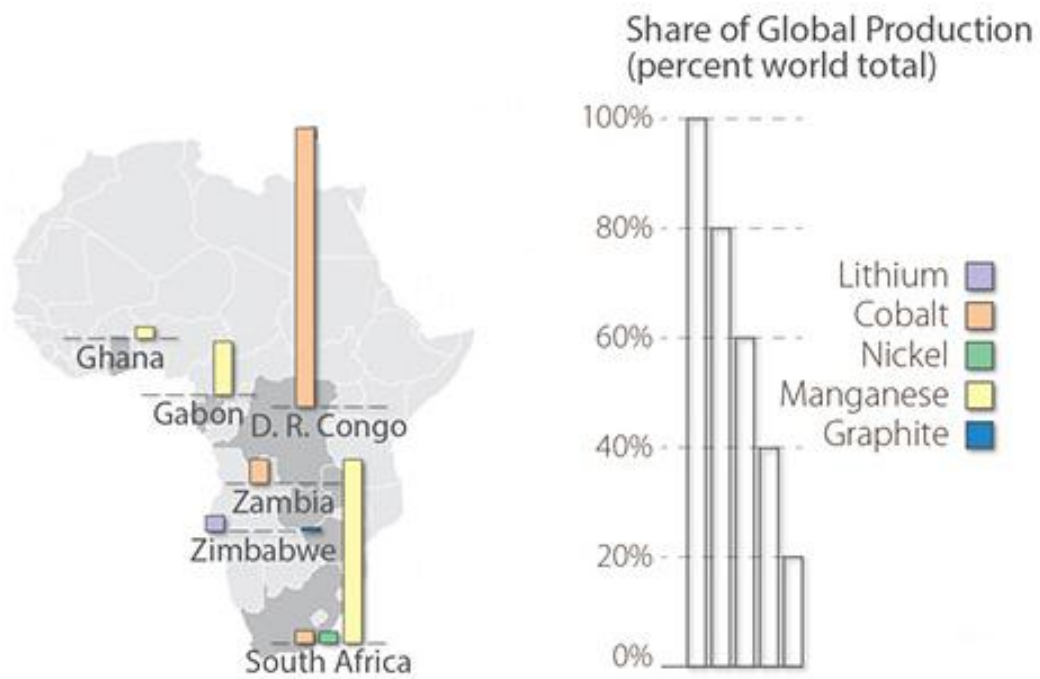 Share of Global Production
(percent world total)
100%
80%
60%
40%
20%
0%
Lithium
Cobalt
Nickel
Manganese
Graphite
Ghana
Gabon
D. R. Congo
Zambia
Zimbabwe
South Africa